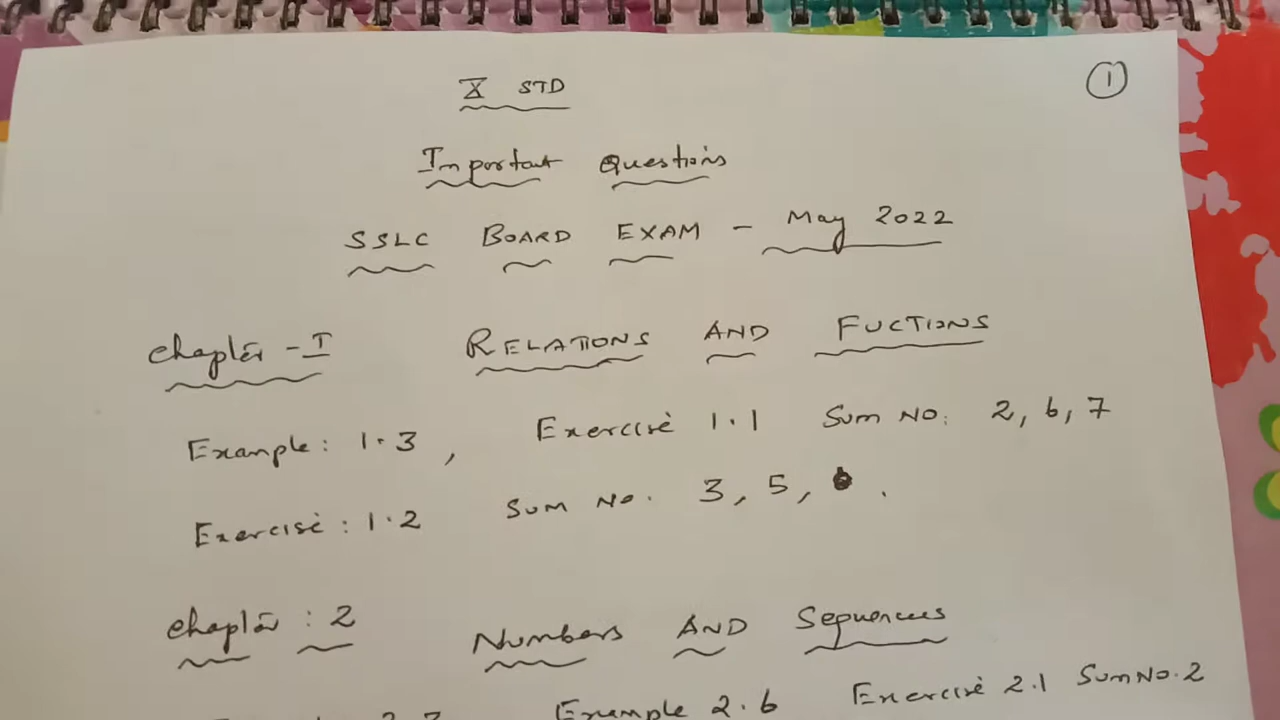 X STD
1
Important Questions
SSLC BOARD EXAM - May 2022
Chapter - I RELATIONS AND FUCTIONS
Example: 1.3, Exercise 1.1 Sum No: 2, 6, 7
Exercise: 1.2 Sum No. 3, 5, .
Chapter : 2 Numbers AND Sequences
Example 2.6 Exercise 2.1 Sum No. 2